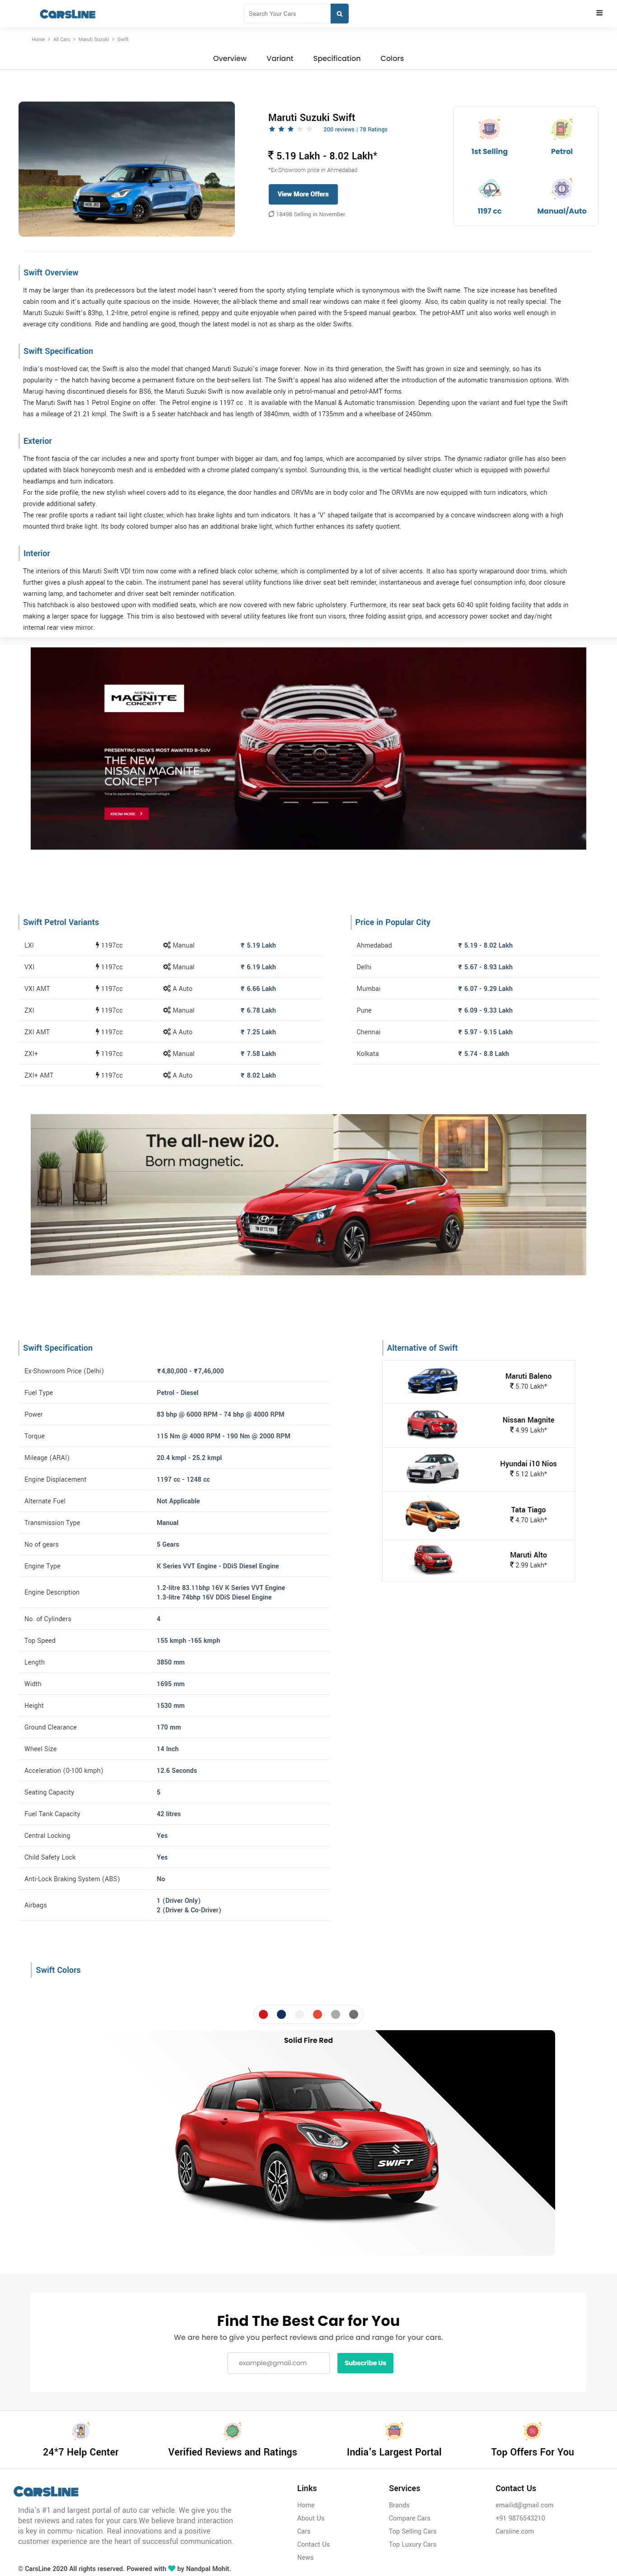 CarsLine
Search Your Cars
Home > All Cars > Maruti Suzuki > Swift
Overview Variant Specification Colors
Maruti Suzuki Swift
200 reviews | 78 Ratings
₹ 5.19 Lakh - 8.02 Lakh*
*Ex-Showroom price in Ahmedabad
View More Offers
18498 Selling in November.
1st Selling Petrol
1197 cc Manual/Auto
Swift Overview
It may be larger than its predecessors but the latest model hasn't veered from the sporty styling template which is synonymous with the Swift name. The size increase has benefited
cabin room and it's actually quite spacious on the inside. However, the all-black theme and small rear windows can make it feel gloomy. Also, its cabin quality is not really special. The
Maruti Suzuki Swift's 83hp, 1.2-litre, petrol engine is refined, peppy and quite enjoyable when paired with the 5-speed manual gearbox. The petrol-AMT unit also works well enough in
average city conditions. Ride and handling are good, though the latest model is not as sharp as the older Swifts.
Swift Specification
India's most-loved car, the Swift is also the model that changed Maruti Suzuki's image forever. Now in its third generation, the Swift has grown in size and seemingly, so has its
popularity – the hatch having become a permanent fixture on the best-sellers list. The Swift's appeal has also widened after the introduction of the automatic transmission options. With
Marugi having discontinued diesels for BS6, the Maruti Suzuki Swift is now available only in petrol-manual and petrol-AMT forms.
The Maruti Swift has 1 Petrol Engine on offer. The Petrol engine is 1197 cc . It is available with the Manual & Automatic transmission. Depending upon the variant and fuel type the Swift
has a mileage of 21.21 kmpl. The Swift is a 5 seater hatchback and has length of 3840mm, width of 1735mm and a wheelbase of 2450mm.
Exterior
The front fascia of the car includes a new and sporty front bumper with bigger air dam, and fog lamps, which are accompanied by silver strips. The dynamic radiator grille has also been
updated with black honeycomb mesh and is embedded with a chrome plated company's symbol. Surrounding this, is the vertical headlight cluster which is equipped with powerful
headlamps and turn indicators.
For the side profile, the new stylish wheel covers add to its elegance, the door handles and ORVMs are in body color and The ORVMs are now equipped with turn indicators, which
provide additional safety.
The rear profile sports a radiant tail light cluster, which has brake lights and turn indicators. It has a 'V' shaped tailgate that is accompanied by a concave windscreen along with a high
mounted third brake light. Its body colored bumper also has an additional brake light, which further enhances its safety quotient.
Interior
The interiors of this Maruti Swift VDI trim now come with a refined black color scheme, which is complimented by a lot of silver accents. It also has sporty wraparound door trims, which
further gives a plush appeal to the cabin. The instrument panel has several utility functions like driver seat belt reminder, instantaneous and average fuel consumption info, door closure
warning lamp, and tachometer and driver seat belt reminder notification.
This hatchback is also bestowed upon with modified seats, which are now covered with new fabric upholstery. Furthermore, its rear seat back gets 60:40 split folding facility that adds in
making a larger space for luggage. This trim is also bestowed with several utility features like front sun visors, three folding assist grips, and accessory power socket and day/night
internal rear view mirror.
NISSAN
MAGNITE
CONCEPT
PRESENTING INDIA'S MOST AWAITED B-SUV
THE NEW
NISSAN MAGNITE
CONCEPT
KNOW MORE >
Swift Petrol Variants
LXI 1197cc Manual ₹ 5.19 Lakh
VXI 1197cc Manual ₹ 6.19 Lakh
VXI AMT 1197cc A Auto ₹ 6.66 Lakh
ZXI 1197cc Manual ₹ 6.78 Lakh
ZXI AMT 1197cc A Auto ₹ 7.25 Lakh
ZXI+ 1197cc Manual ₹ 7.58 Lakh
ZXI+ AMT 1197cc A Auto ₹ 8.02 Lakh
Price in Popular City
Ahmedabad ₹ 5.19 - 8.02 Lakh
Delhi ₹ 5.67 - 8.93 Lakh
Mumbai ₹ 6.07 - 9.29 Lakh
Pune ₹ 6.09 - 9.33 Lakh
Chennai ₹ 5.97 - 9.15 Lakh
Kolkata ₹ 5.74 - 8.8 Lakh
The all-new i20.
Born magnetic.
Swift Specification
Ex-Showroom Price (Delhi) ₹4,80,000 - ₹7,46,000
Fuel Type Petrol - Diesel
Power 83 bhp @ 6000 RPM - 74 bhp @ 4000 RPM
Torque 115 Nm @ 4000 RPM - 190 Nm @ 2000 RPM
Mileage (ARAI) 20.4 kmpl - 25.2 kmpl
Engine Displacement 1197 cc - 1248 cc
Alternate Fuel Not Applicable
Transmission Type Manual
No of gears 5 Gears
Engine Type K Series VVT Engine - DDiS Diesel Engine
Engine Description 1.2-litre 83.11bhp 16V K Series VVT Engine
1.3-litre 74bhp 16V DDiS Diesel Engine
No. of Cylinders 4
Top Speed 155 kmph -165 kmph
Length 3850 mm
Width 1695 mm
Height 1530 mm
Ground Clearance 170 mm
Wheel Size 14 Inch
Acceleration (0-100 kmph) 12.6 Seconds
Seating Capacity 5
Fuel Tank Capacity 42 litres
Central Locking Yes
Child Safety Lock Yes
Anti-Lock Braking System (ABS) No
Airbags 1 (Driver Only)
2 (Driver & Co-Driver)
Alternative of Swift
Maruti Baleno
₹ 5.70 Lakh*
Nissan Magnite
₹ 4.99 Lakh*
Hyundai i10 Nios
₹ 5.12 Lakh*
Tata Tiago
₹ 4.70 Lakh*
Maruti Alto
₹ 2.99 Lakh*
Swift Colors
Solid Fire Red
SWIFT
Find The Best Car for You
We are here to give you perfect reviews and price and range for your cars.
example@gmail.com Subscribe Us
24*7 Help Center Verified Reviews and Ratings India's Largest Portal Top Offers For You
CarsLine
India's #1 and largest portal of auto car vehicle. We give you the
best reviews and rates for your cars.We believe brand interaction
is key in commu- nication. Real innovations and a positive
customer experience are the heart of successful communication.
© CarsLine 2020 All rights reserved. Powered with by Nandpal Mohit.
Links
Home
About Us
Cars
Contact Us
News
Services
Brands
Compare Cars
Top Selling Cars
Top Luxury Cars
Contact Us
emailid@gmail.com
+91 9876543210
Carsline.com